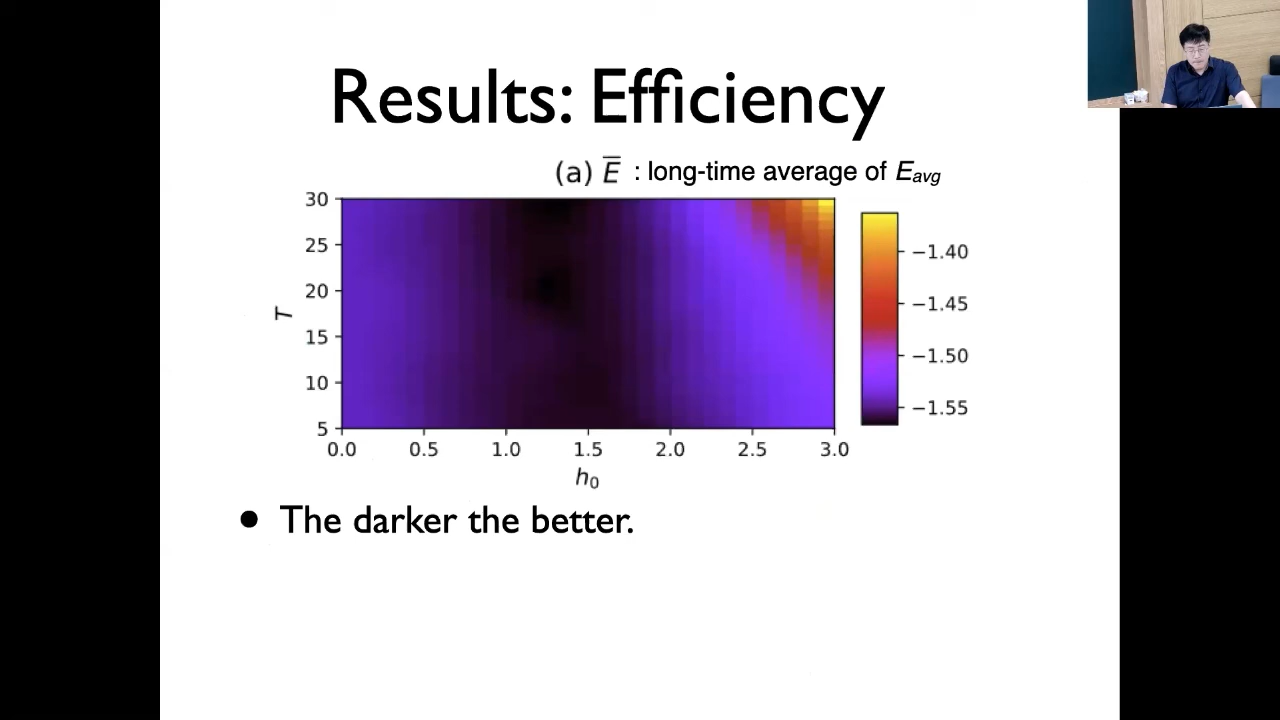 Results: Efficiency
(a) E̅ : long-time average of Eavg
30
25
20
15
10
5
T
0.0 0.5 1.0 1.5 2.0 2.5 3.0
h₀
−1.40
−1.45
−1.50
−1.55
• The darker the better.